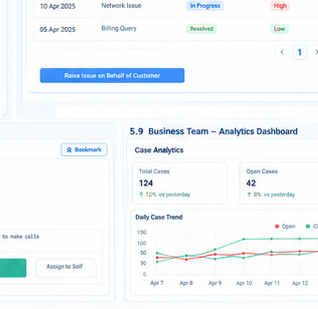 10 Apr 2025 Network Issue In Progress High
05 Apr 2025 Billing Query Resolved Low
1
Raise Issue on Behalf of Customer
5.9 Business Team – Analytics Dashboard
Bookmark
Case Analytics
Total Cases Open Cases
124 42
↑ 12% vs yesterday ↑ 8% vs yesterday
Daily Case Trend
Open
150
100
to make calls
50
50
Assign to Self
0
Apr 7 Apr 8 Apr 9 Apr 10 Apr 11 Apr 12